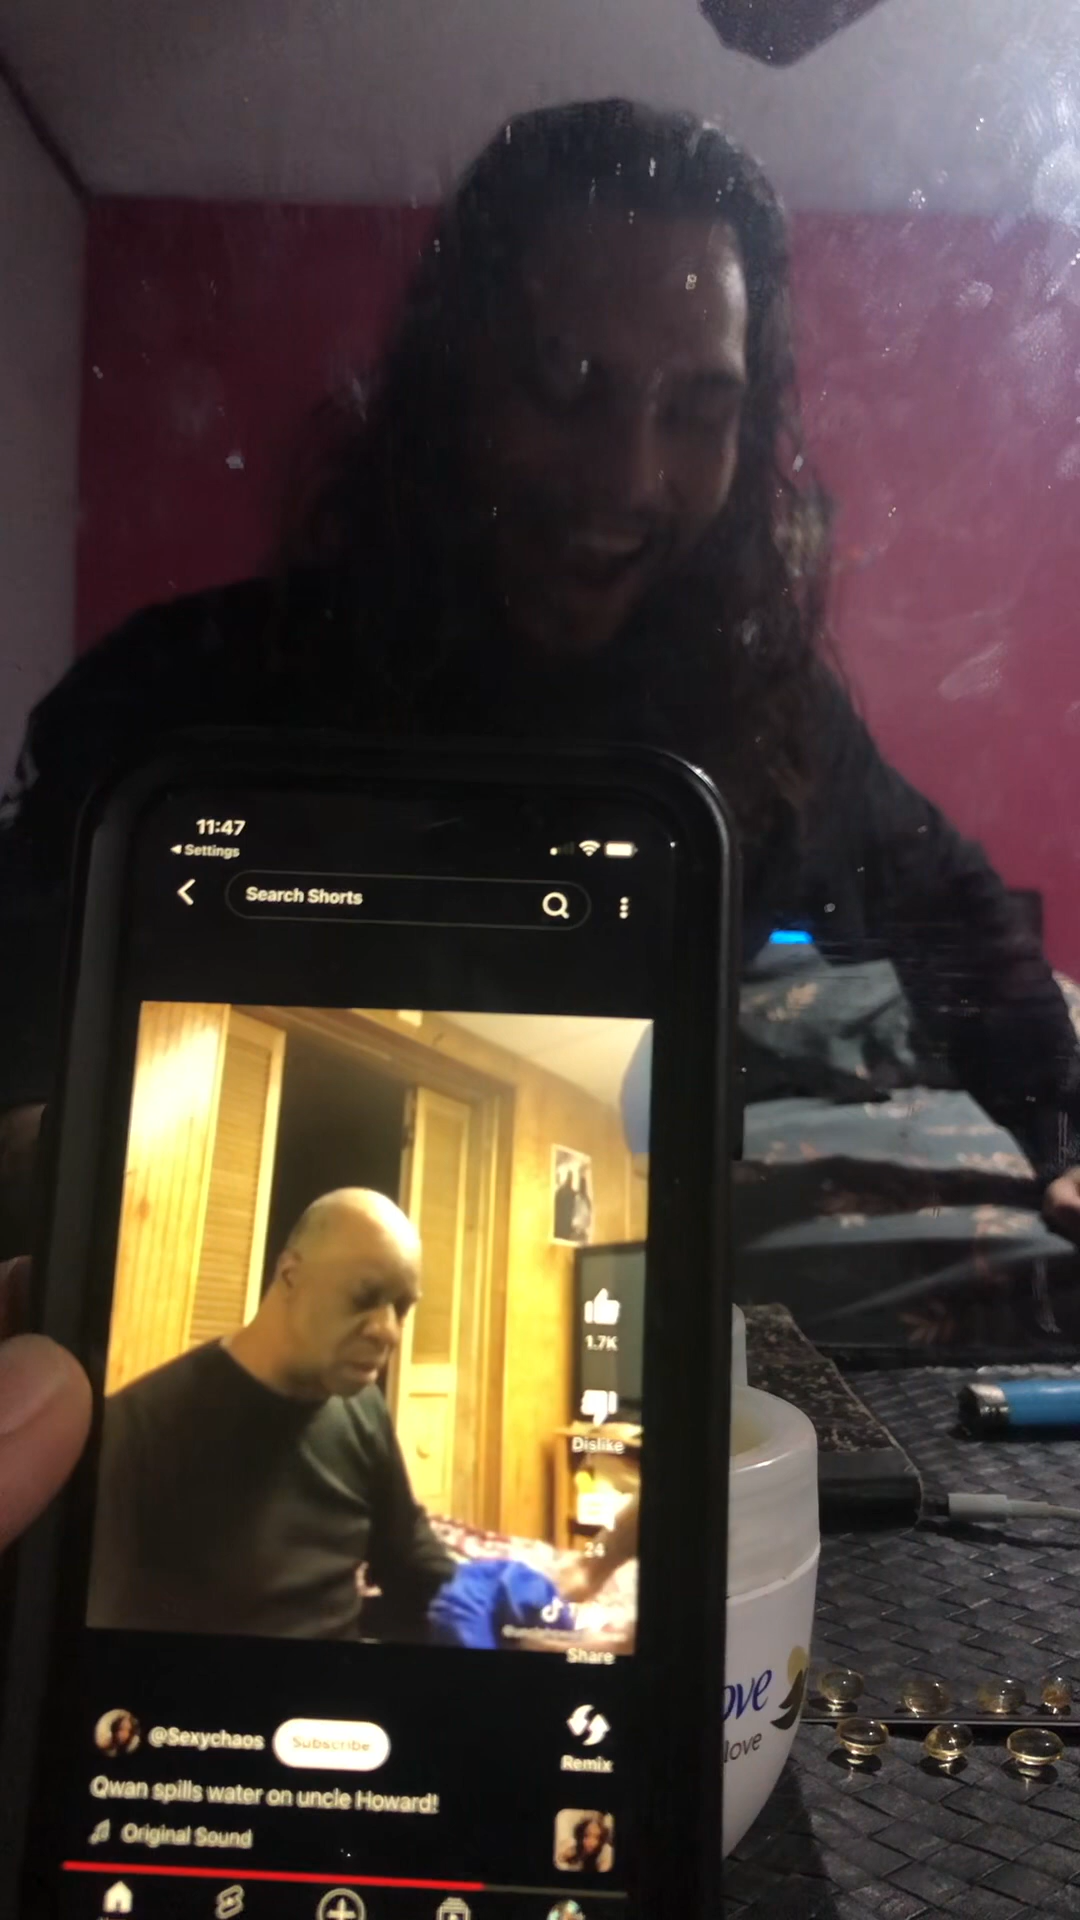 11:47
Settings
Search Shorts
1.7K
Dislike
24
Share
@Sexychaos
Subscribe
Remix
Qwan spills water on uncle Howard!
Original Sound
ove
love